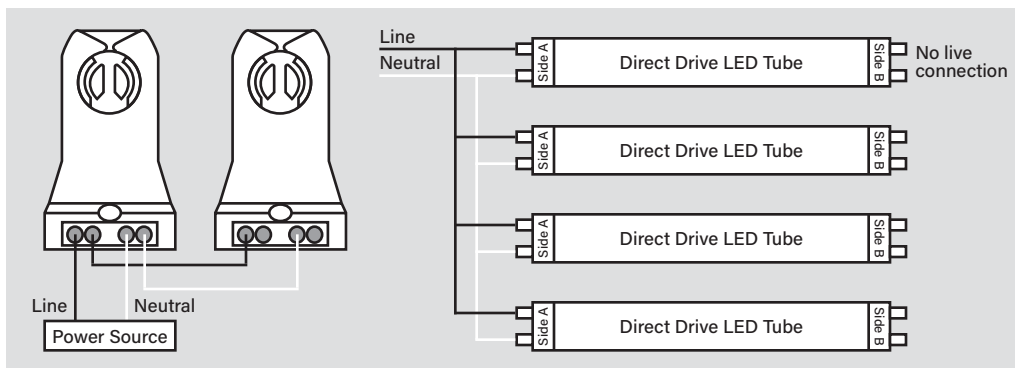 Line
Neutral
Power Source
Line
Neutral
Side A
Direct Drive LED Tube
Side B
No live
connection
Side A
Direct Drive LED Tube
Side B
Side A
Direct Drive LED Tube
Side B
Side A
Direct Drive LED Tube
Side B